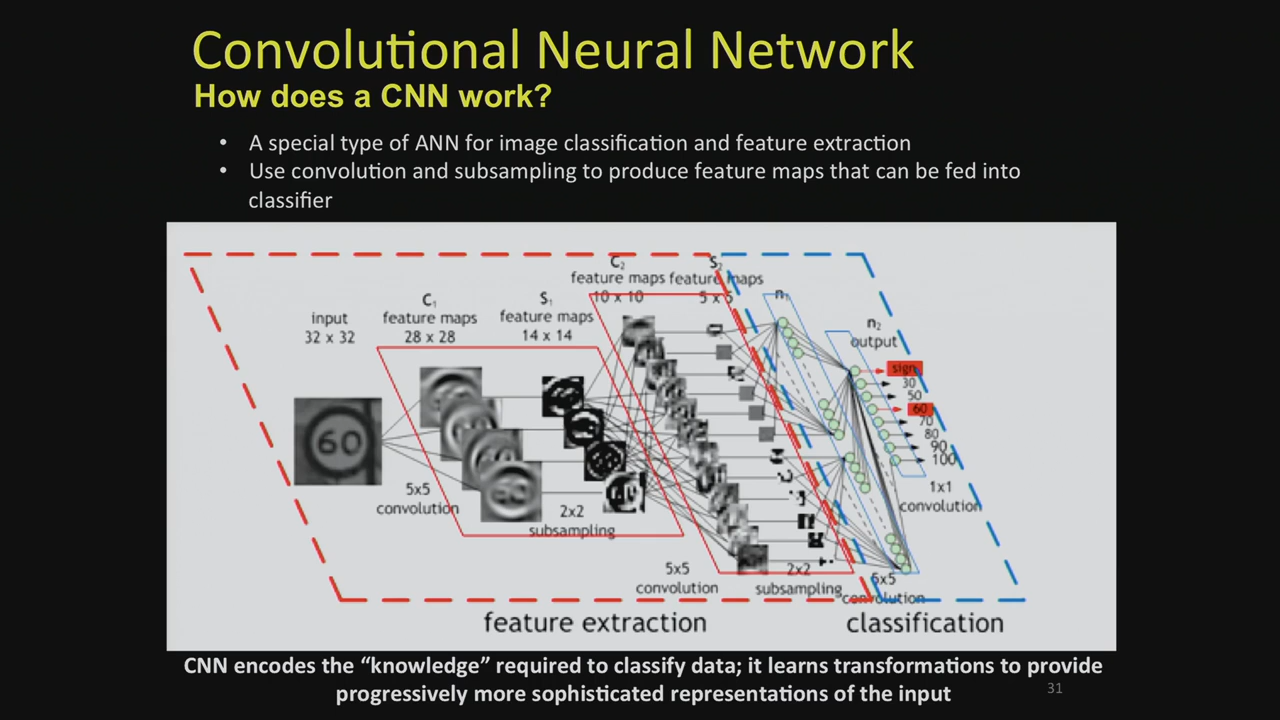 Convolutional Neural Network
How does a CNN work?
• A special type of ANN for image classification and feature extraction
• Use convolution and subsampling to produce feature maps that can be fed into
classifier
input
32 x 32
C1
feature maps
28 x 28
S1
feature maps
14 x 14
C2
feature maps
10 x 10
S2
feature maps
5 x 5
n1
n2
output
60
sign
30
50
60
70
80
90
100
5x5
convolution
2x2
subsampling
5x5
convolution
2x2
subsampling
convolution
1x1
convolution
feature extraction
classification
CNN encodes the “knowledge” required to classify data; it learns transformations to provide
progressively more sophisticated representations of the input
31